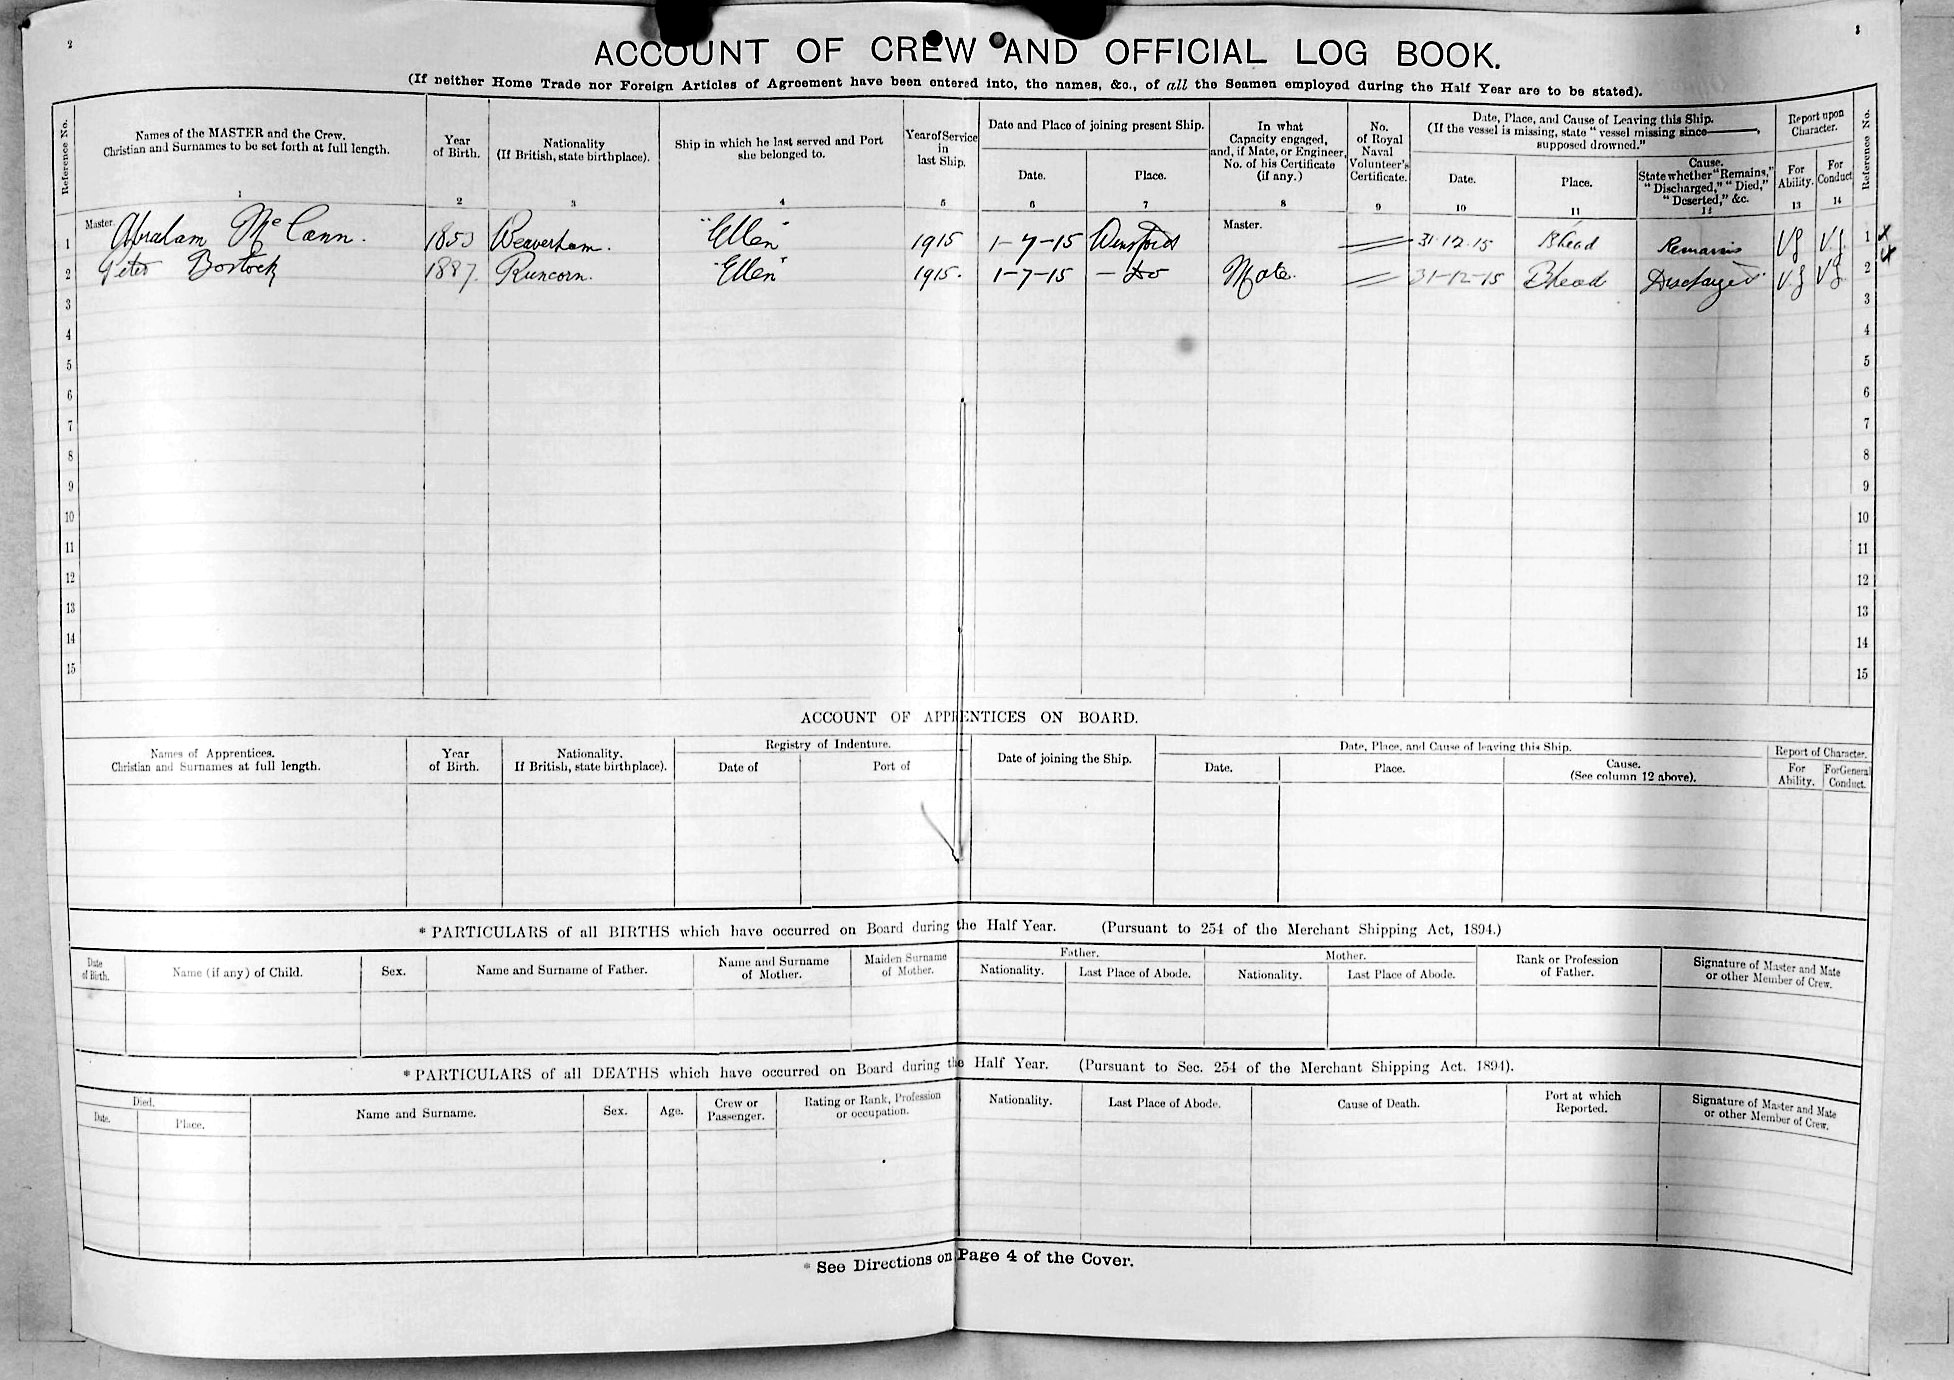 2
3
ACCOUNT OF CREW AND OFFICIAL LOG BOOK.
(If neither Home Trade nor Foreign Articles of Agreement have been entered into, the names, &c., of all the Seamen employed during the Half Year are to be stated).
Reference No.
Names of the MASTER and the Crew.
Christian and Surnames to be set forth at full length.
1
Year
of Birth.
2
Nationality
(If British, state birthplace).
3
Ship in which he last served and Port
she belonged to.
4
Year of Service
in
last Ship.
5
Date and Place of joining present Ship.
Date.
6
Place.
7
In what
Capacity engaged,
and, if Mate, or Engineer,
No. of his Certificate
(if any.)
8
No.
of Royal
Naval
Volunteer's
Certificate.
9
Date, Place, and Cause of Leaving this Ship.
(If the vessel is missing, state "vessel missing since———,
supposed drowned."
Date.
10
Place.
11
Cause.
State whether "Remains,"
"Discharged," "Died,"
"Deserted," &c.
12
Report upon
Character.
For
Ability.
13
For
Conduct
14
Reference No.
1 Master. Abraham McCann. 1853 Weaverham. "Ellen" 1915 1-7-15 Winsford Master. 31-12-15 Bhead Remains VG V.G. 1 x
2 Peter Bostock 1887. Runcorn. "Ellen" 1915. 1-7-15 — Do Mate. 31-12-15 Bhead Discharged V.G VG 2 x
3 3
4 4
5 5
6 6
7 7
8 8
9 9
10 10
11 11
12 12
13 13
14 14
15 15
ACCOUNT OF APPRENTICES ON BOARD.
Names of Apprentices.
Christian and Surnames at full length.
Year
of Birth.
Nationality.
If British, state birthplace).
Registry of Indenture.
Date of
Port of
Date of joining the Ship.
Date, Place, and Cause of leaving this Ship.
Date.
Place.
Cause.
(See column 12 above).
Report of Character.
For
Ability.
For General
Conduct.
* PARTICULARS of all BIRTHS which have occurred on Board during the Half Year. (Pursuant to 254 of the Merchant Shipping Act, 1894.)
Date
of Birth.
Name (if any) of Child.
Sex.
Name and Surname of Father.
Name and Surname
of Mother.
Maiden Surname
of Mother.
Father.
Nationality.
Last Place of Abode.
Mother.
Nationality.
Last Place of Abode.
Rank or Profession
of Father.
Signature of Master and Mate
or other Member of Crew.
* PARTICULARS of all DEATHS which have occurred on Board during the Half Year. (Pursuant to Sec. 254 of the Merchant Shipping Act. 1894).
Died.
Date.
Place.
Name and Surname.
Sex.
Age.
Crew or
Passenger.
Rating or Rank, Profession
or occupation.
Nationality.
Last Place of Abode.
Cause of Death.
Port at which
Reported.
Signature of Master and Mate
or other Member of Crew.
* See Directions on Page 4 of the Cover.